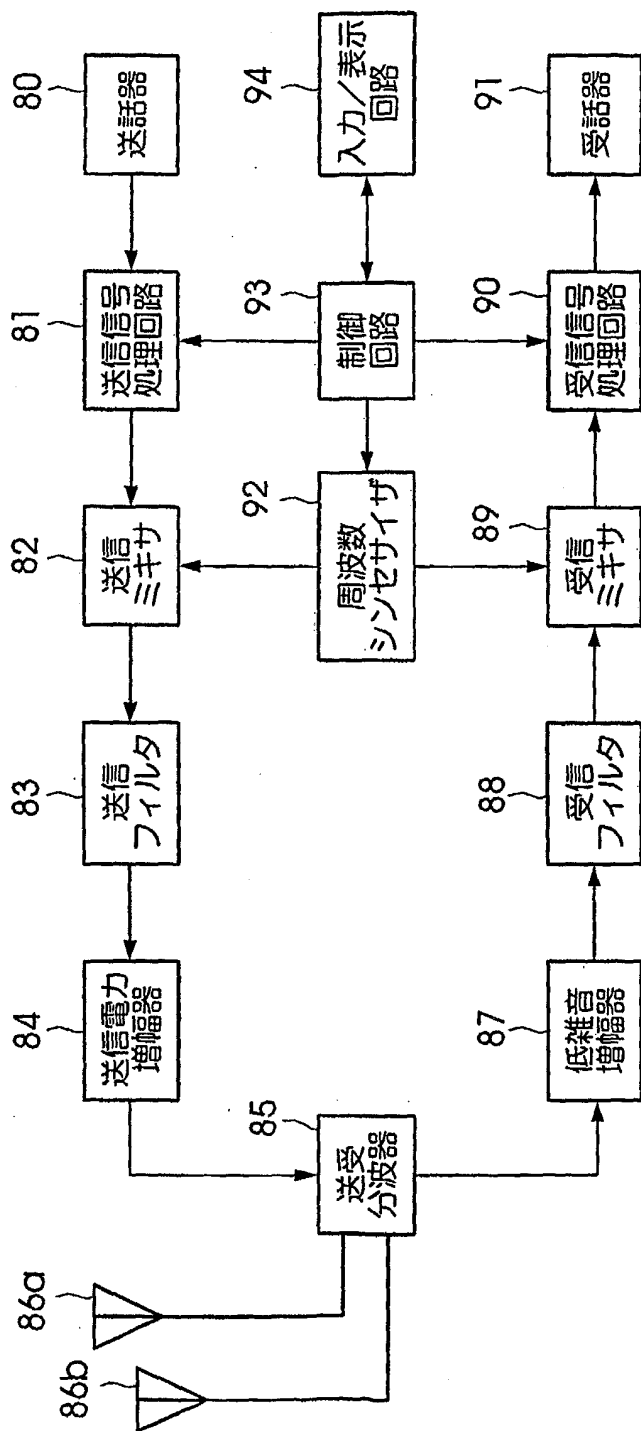 86a
86b
84
送信電力
増幅器
83
送信
フィルタ
82
送信
ミキサ
81
送信信号
処理回路
80
送話器
85
送受
分波器
92
周波数
シンセサイザ
93
制御
回路
94
入力／表示
回路
87
低雑音
増幅器
88
受信
フィルタ
89
受信
ミキサ
90
受信信号
処理回路
91
受話器